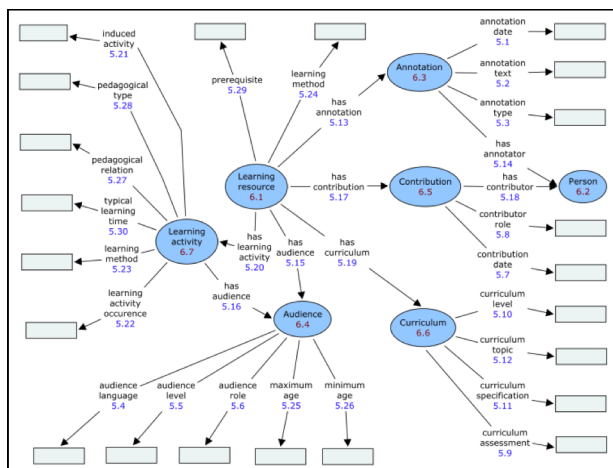 induced
activity
5.21
pedagogical
type
5.28
pedagogical
relation
5.27
typical
learning time
5.30
learning
method
5.23
learning
activity
occurence
5.22
prerequisite
5.29
learning
method
5.24
has
annotation
5.13
Annotation
6.3
annotation
date
5.1
annotation
text
5.2
annotation
type
5.3
has
annotator
5.14
Learning
resource
6.1
has
contribution
5.17
Contribution
6.5
has
contributor
5.18
Person
6.2
contributor
role
5.8
contribution
date
5.7
Learning
activity
6.7
has
learning
activity
5.20
has
audience
5.15
has
curriculum
5.19
has
audience
5.16
Audience
6.4
Curriculum
6.6
curriculum
level
5.10
curriculum
topic
5.12
curriculum
specification
5.11
curriculum
assessment
5.9
audience
language
5.4
audience
level
5.5
audience
role
5.6
maximum
age
5.25
minimum
age
5.26